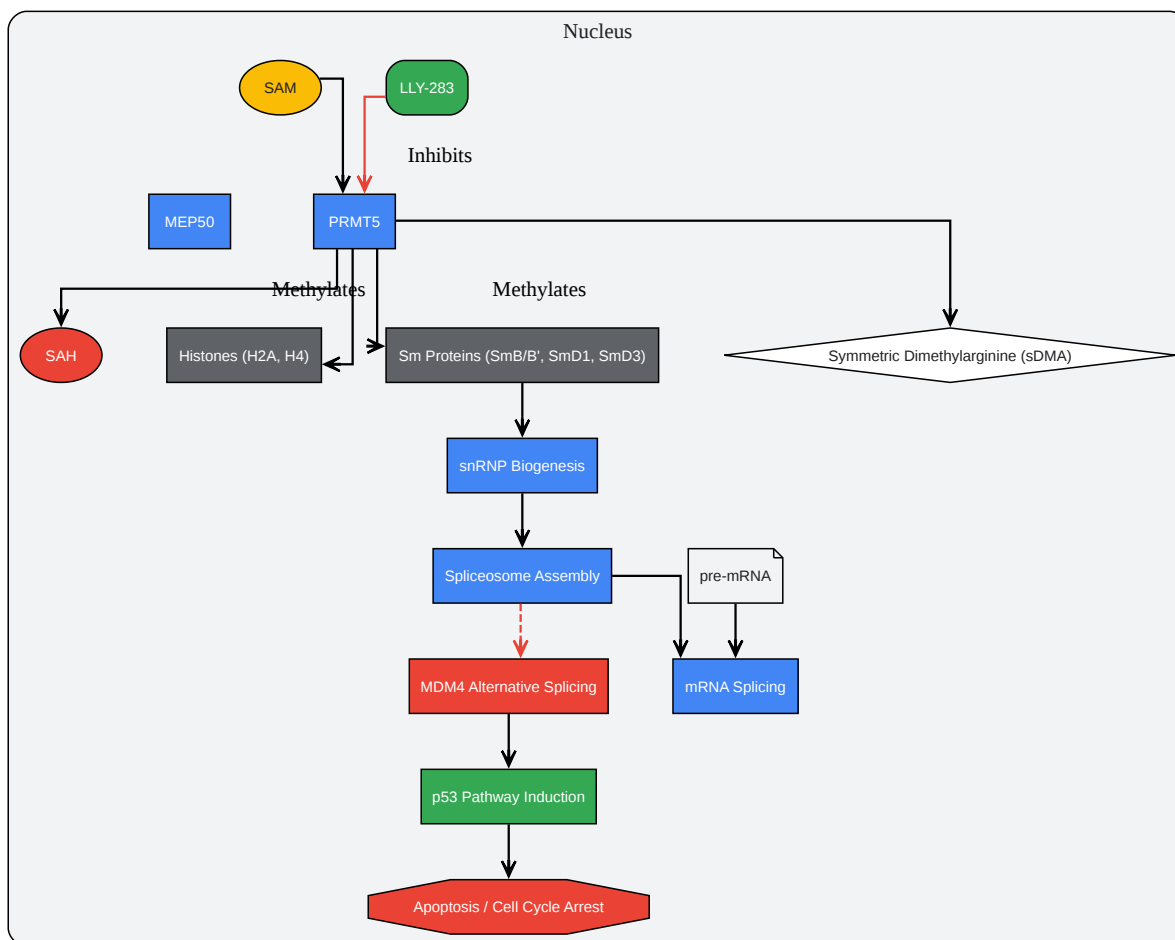 Nucleus
SAM
LLY-283
Inhibits
MEP50
PRMT5
Methylates
Methylates
SAH
Histones (H2A, H4)
Sm Proteins (SmB/B', SmD1, SmD3)
Symmetric Dimethylarginine (sDMA)
snRNP Biogenesis
Spliceosome Assembly
pre-mRNA
MDM4 Alternative Splicing
mRNA Splicing
p53 Pathway Induction
Apoptosis / Cell Cycle Arrest